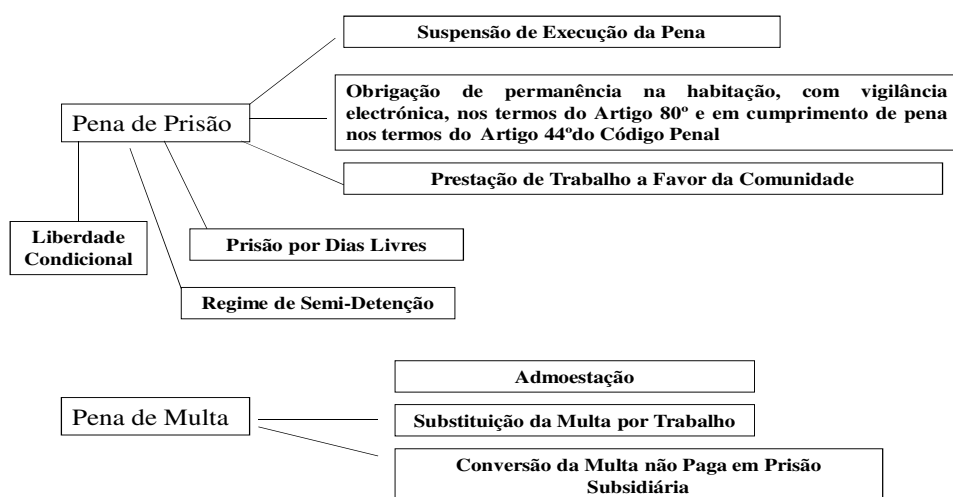 Suspensão de Execução da Pena
Obrigação de permanência na habitação, com vigilância
electrónica, nos termos do Artigo 80º e em cumprimento de pena
nos termos do Artigo 44ºdo Código Penal
Pena de Prisão
Prestação de Trabalho a Favor da Comunidade
Liberdade
Condicional
Prisão por Dias Livres
Regime de Semi-Detenção
Admoestação
Pena de Multa
Substituição da Multa por Trabalho
Conversão da Multa não Paga em Prisão
Subsidiária